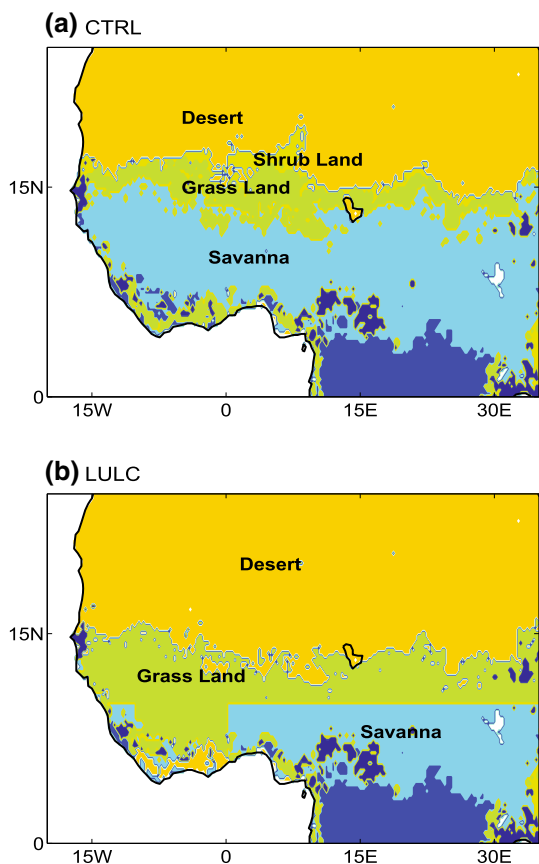 (a) CTRL
Desert
Shrub Land
Grass Land
Savanna
15N
0
15W 0 15E 30E
(b) LULC
Desert
Grass Land
Savanna
15N
0
15W 0 15E 30E